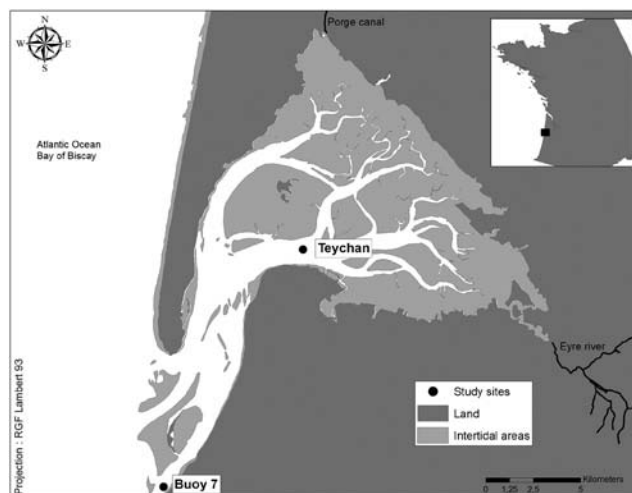 N
W
E
S
Porge canal
Atlantic Ocean
Bay of Biscay
Teychan
Eyre river
Study sites
Land
Intertidal areas
Projection : RGF Lambert 93
Buoy 7
Kilometers
0 1.25 2.5 5